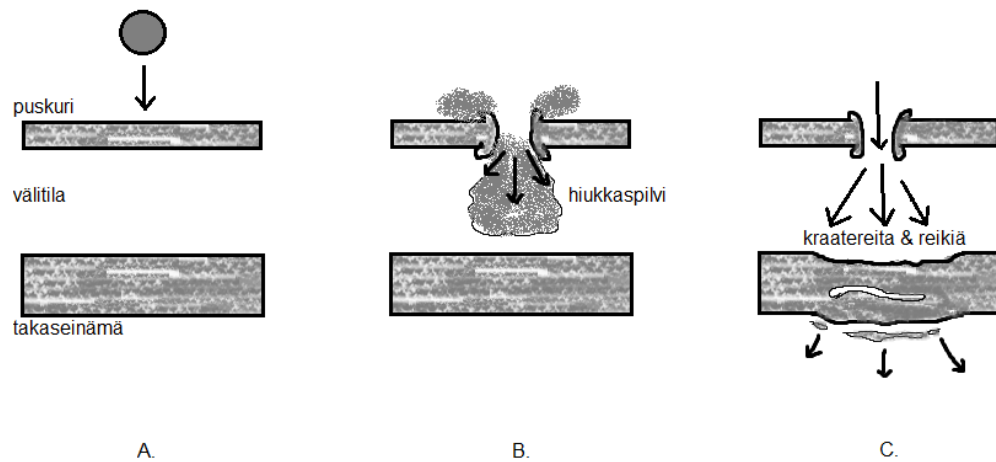 puskuri
välitila
takaseinämä
hiukkaspilvi
kraatereita & reikiä
A.
B.
C.